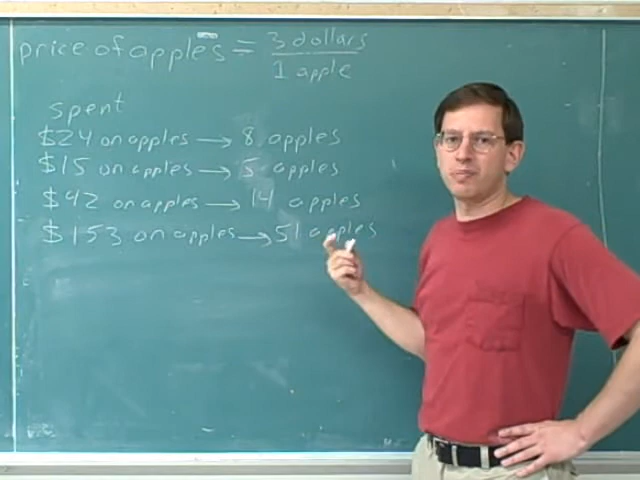 price of apples = 3 dollars / 1 apple
spent
$24 on apples → 8 apples
$15 on apples → 5 apples
$42 on apples → 14 apples
$153 on apples → 51 apples